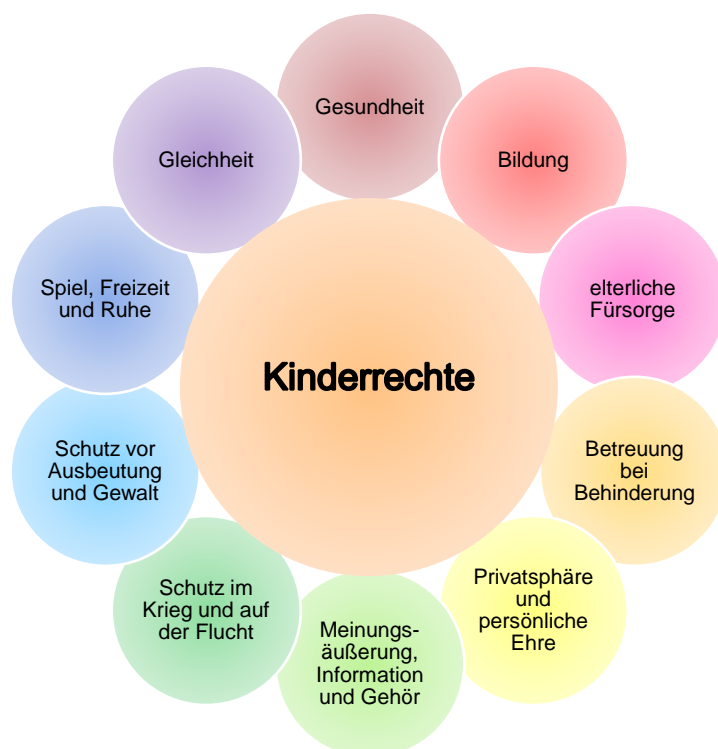 Gesundheit
Bildung
elterliche
Fürsorge
Betreuung
bei
Behinderung
Privatsphäre
und
persönliche
Ehre
Meinungs-
äußerung,
Information
und Gehör
Schutz im
Krieg und auf
der Flucht
Schutz vor
Ausbeutung
und Gewalt
Spiel, Freizeit
und Ruhe
Gleichheit
Kinderrechte